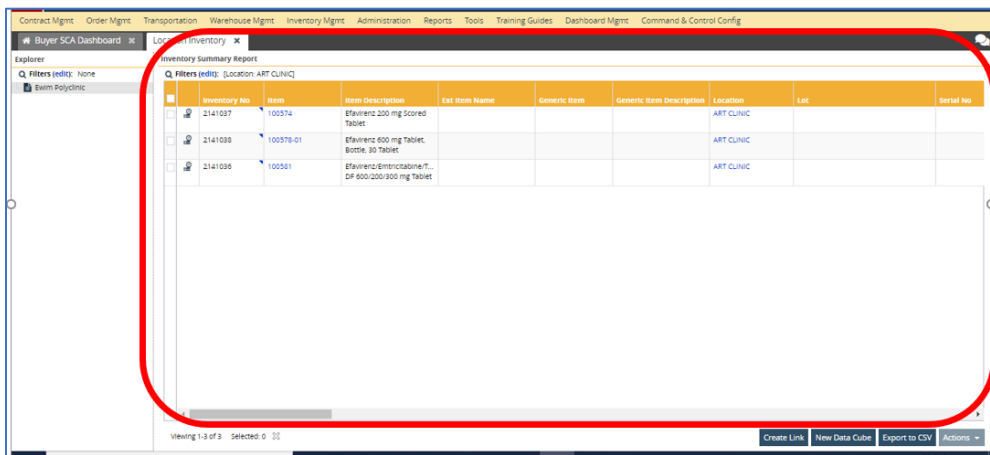 Contract Mgmt Order Mgmt Transportation Warehouse Mgmt Inventory Mgmt Administration Reports Tools Training Guides Dashboard Mgmt Command & Control Config
Buyer SCA Dashboard × Location Inventory ×
Explorer
Filters (edit): None
Ewim Polyclinic
Inventory Summary Report
Filters (edit): [Location: ART CLINIC]
Inventory No Item Item Description Ext Item Name Generic Item Generic Item Description Location Lot Serial No
2141037 100574 Efavirenz 200 mg Scored ART CLINIC
Tablet
2141038 100578-01 Efavirenz 600 mg Tablet, ART CLINIC
Bottle, 30 Tablet
2141036 100581 Efavirenz/Emtricitabine/T... ART CLINIC
DF 600/200/300 mg Tablet
Viewing 1-3 of 3 Selected: 0
Create Link New Data Cube Export to CSV Actions